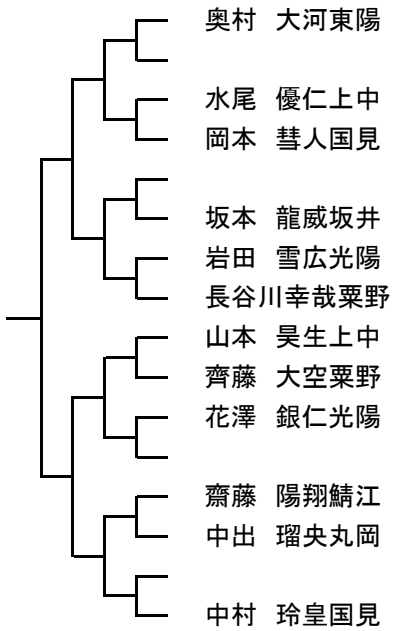 奥村 大河東陽
水尾 優仁上中
岡本 彗人国見
坂本 龍威坂井
岩田 雪広光陽
長谷川幸哉粟野
山本 昊生上中
齊藤 大空粟野
花澤 銀仁光陽
齋藤 陽翔鯖江
中出 瑠央丸岡
中村 玲皇国見